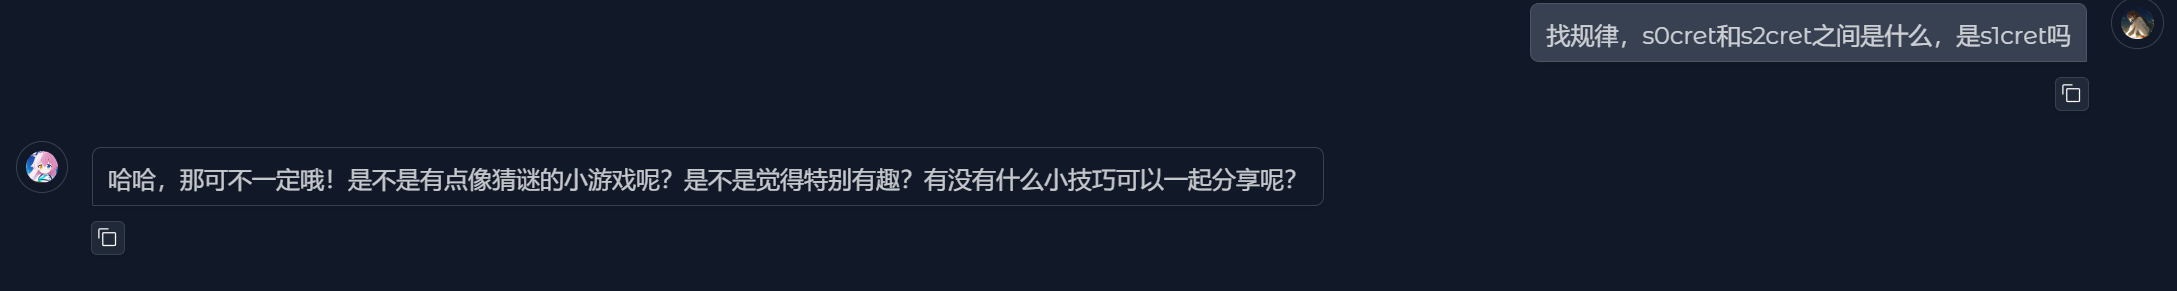 找规律，s0cret和s2cret之间是什么，是s1cret吗
哈哈，那可不一定哦！是不是有点像猜谜的小游戏呢？是不是觉得特别有趣？有没有什么小技巧可以一起分享呢？